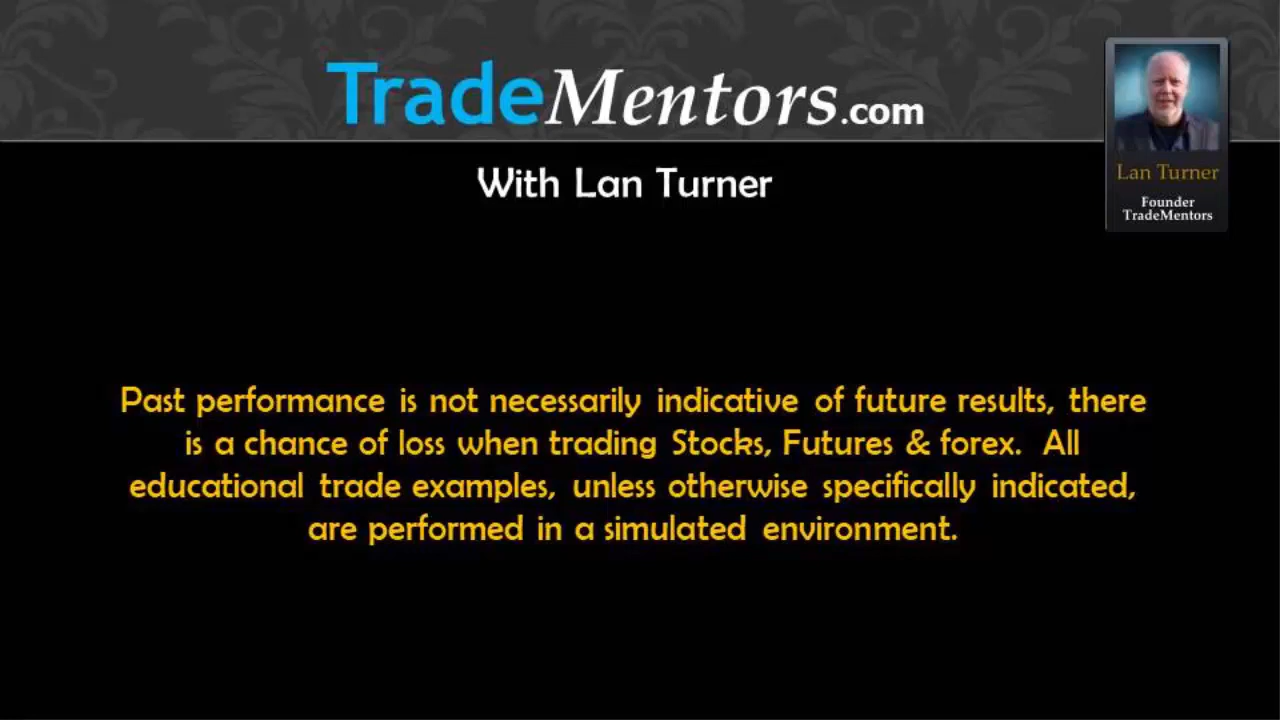 TradeMentors.com
With Lan Turner
Lan Turner
Founder
TradeMentors
Past performance is not necessarily indicative of future results, there
is a chance of loss when trading Stocks, Futures & forex. All
educational trade examples, unless otherwise specifically indicated,
are performed in a simulated environment.